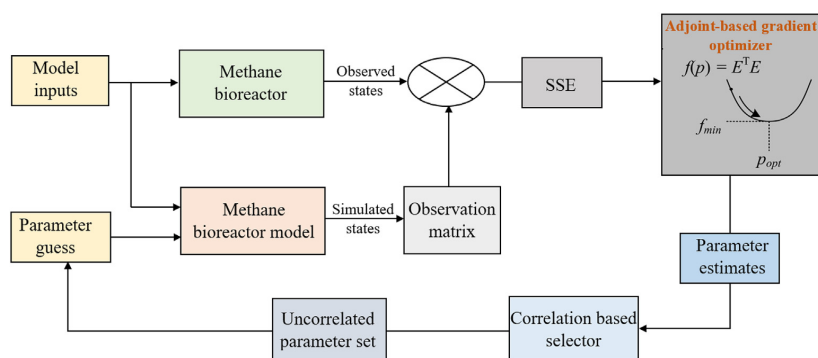 Model
inputs
Methane
bioreactor
Observed
states
SSE
Adjoint-based gradient
optimizer
f(p) = EᵀE
f_min
p_opt
Parameter
guess
Methane
bioreactor model
Simulated
states
Observation
matrix
Parameter
estimates
Uncorrelated
parameter set
Correlation based
selector